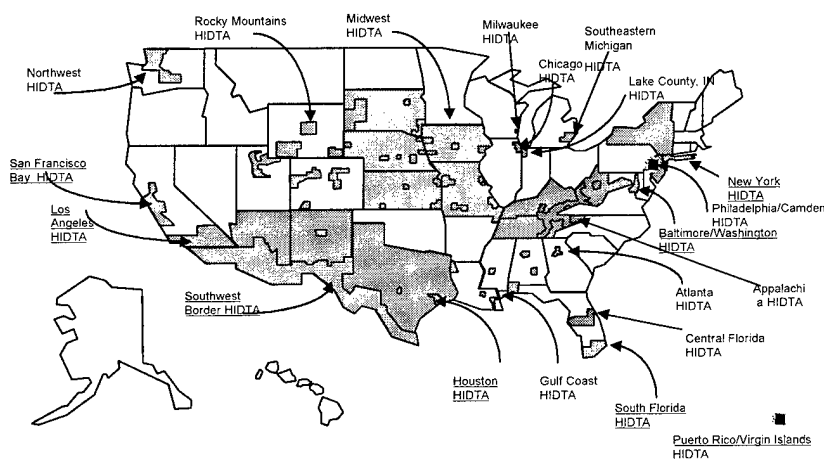 Rocky Mountains
HIDTA
Midwest
HIDTA
Milwaukee
HIDTA
Southeastern
Michigan
HIDTA
Chicago
HIDTA
Lake County, IN
HIDTA
Northwest
HIDTA
San Francisco
Bay HIDTA
Los
Angeles
HIDTA
New York
HIDTA
Philadelphia/Camden
HIDTA
Baltimore/Washington
HIDTA
Southwest
Border HIDTA
Atlanta
HIDTA
Appalachi
a HIDTA
Central Florida
HIDTA
Houston
HIDTA
Gulf Coast
HIDTA
South Florida
HIDTA
Puerto Rico/Virgin Islands
HIDTA